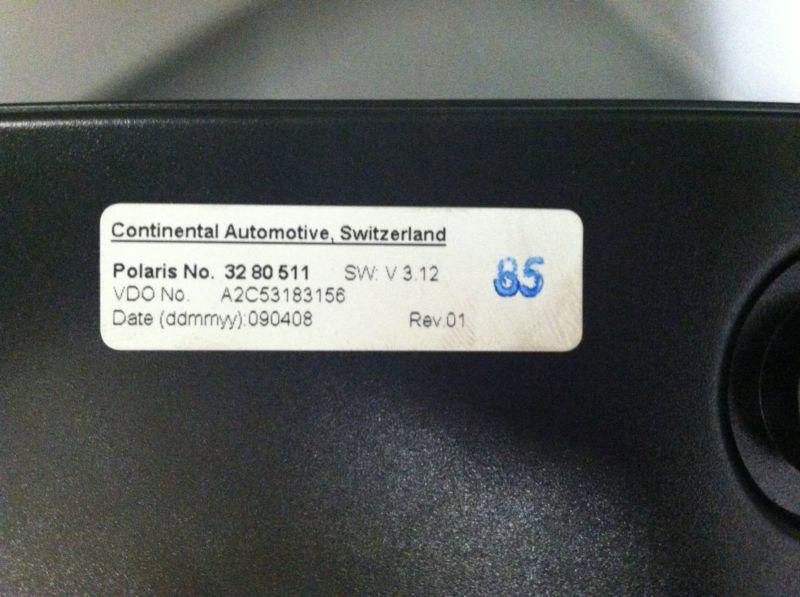 Continental Automotive, Switzerland
Polaris No. 32 80 511 SW: V 3.12
VDO No. A2C53183156
Date (ddmmyy):090408 Rev.01
85